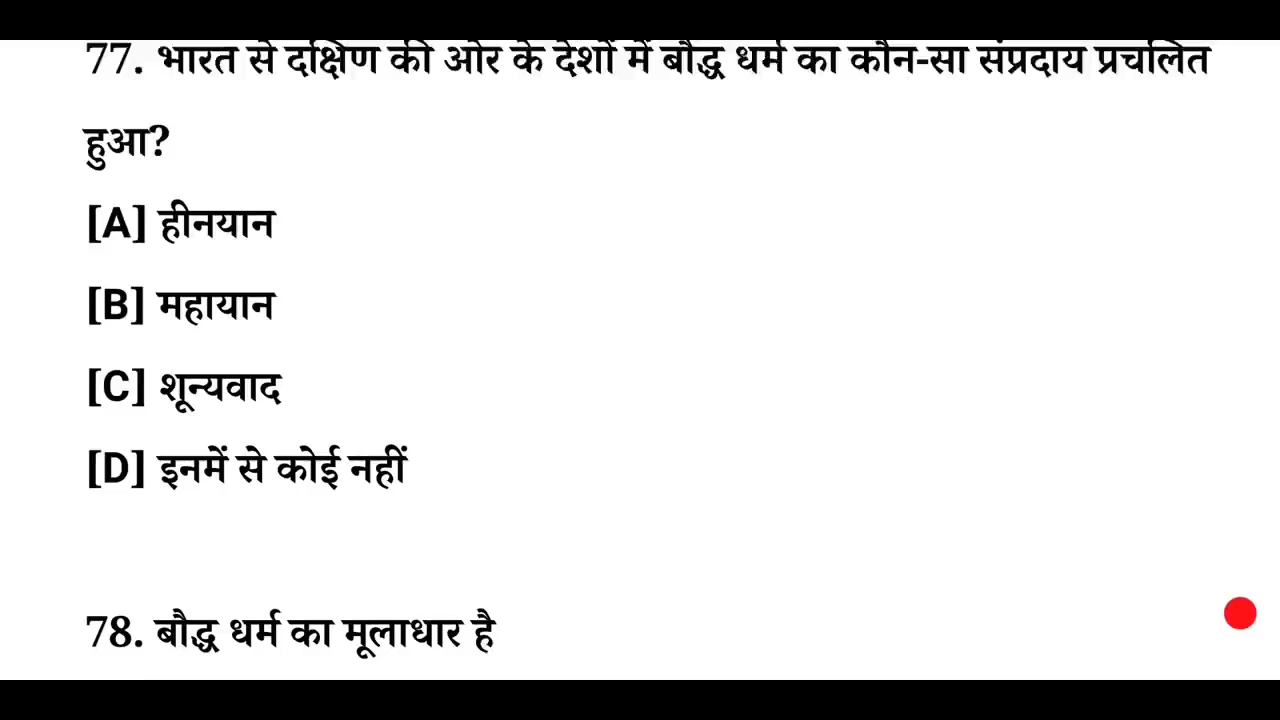 77. भारत से दक्षिण की ओर के देशों में बौद्ध धर्म का कौन-सा संप्रदाय प्रचलित
हुआ?
[A] हीनयान
[B] महायान
[C] शून्यवाद
[D] इनमें से कोई नहीं
78. बौद्ध धर्म का मूलाधार है